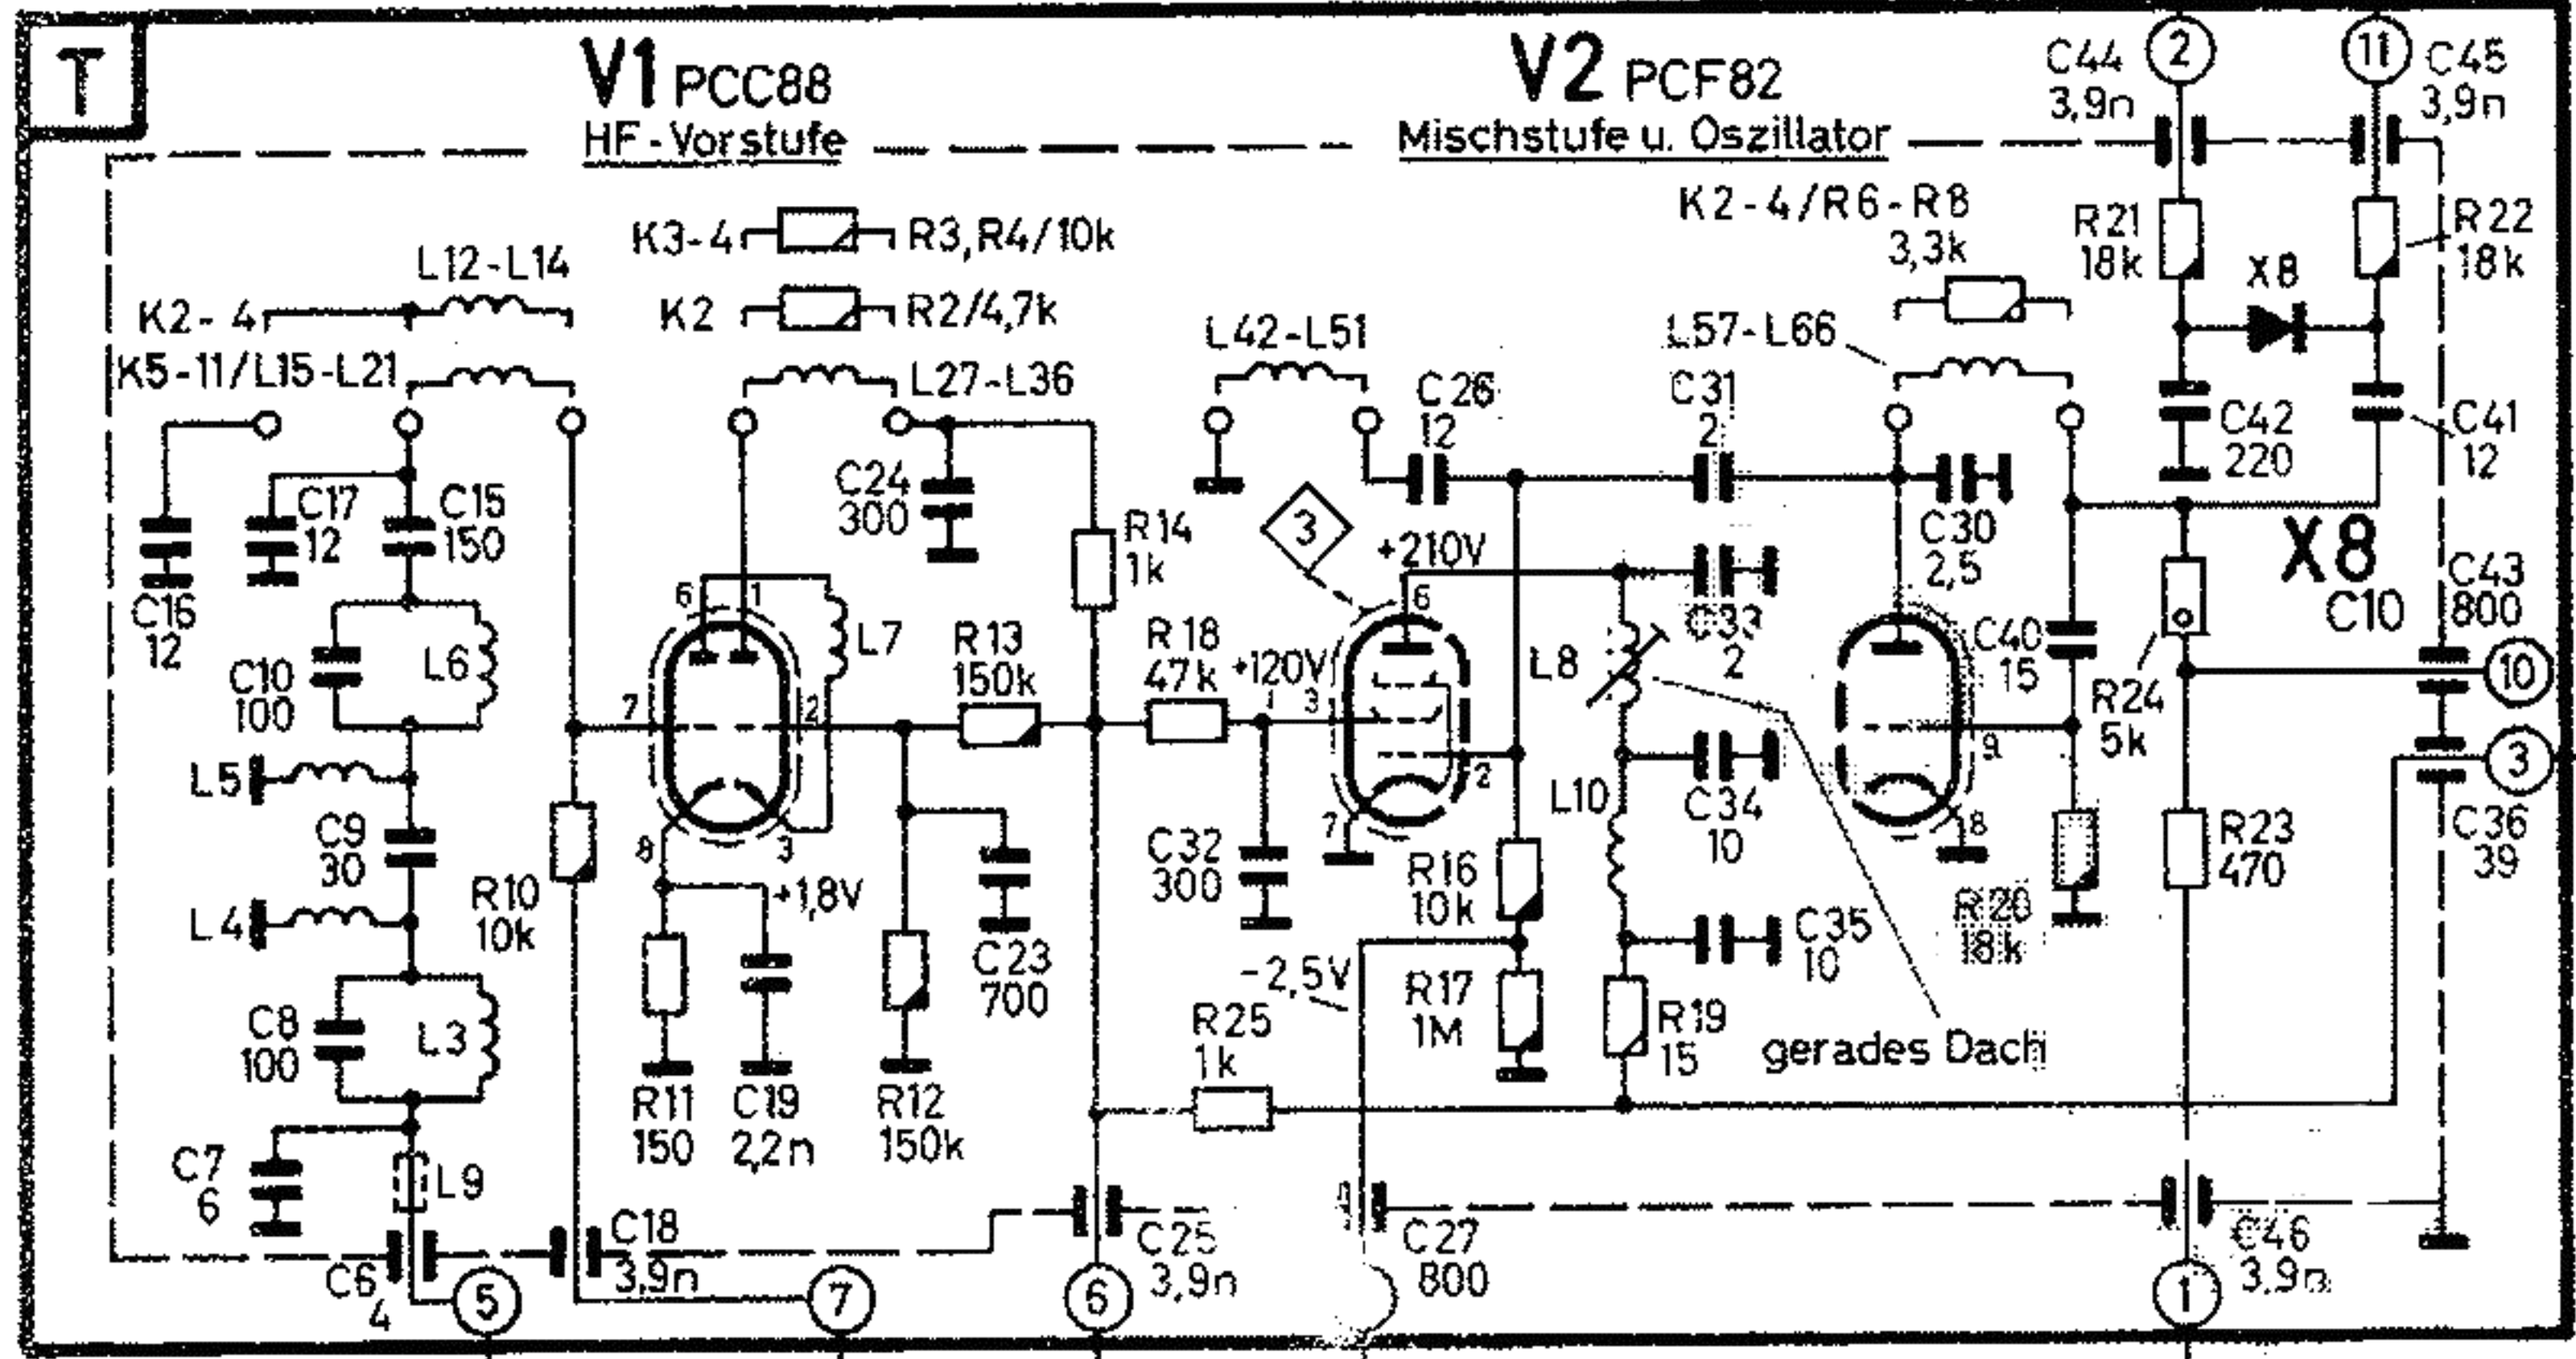 T
V1 PCC88
HF-Vorstufe
V2 PCF82
Mischstufe u. Oszillator
C44
3,9n
2
11
C45
3,9n
K3-4
R3, R4/10k
K2
R2/4,7k
L12-L14
K2-4
K5-11/L15-L21
L27-L36
L42-L51
K2-4/R6-R8
3,3k
L57-L66
R21
18k
X8
R22
18k
C42
220
C41
12
C26
12
C31
2
C17
12
C15
150
C16
12
C24
300
R14
1k
3
+210V
C30
2,5
X8
C10
C43
800
10
C33
2
6
1
L7
C10
100
L6
R13
150k
R18
47k
+120V
3
6
L8
C40
15
R24
5k
7
2
2
9
3
L5
C9
30
L4
R10
10k
8
3
+1,8V
C23
700
C32
300
7
R16
10k
L10
C34
10
8
R20
18k
R23
470
C36
39
C8
100
L3
-2,5V
R17
1M
C35
10
R19
15
gerades Dach
R25
1k
R11
150
C19
2,2n
R12
150k
C7
6
L9
C6
4
5
C18
3,9n
7
6
C25
3,9n
C27
800
1
C46
3,9n